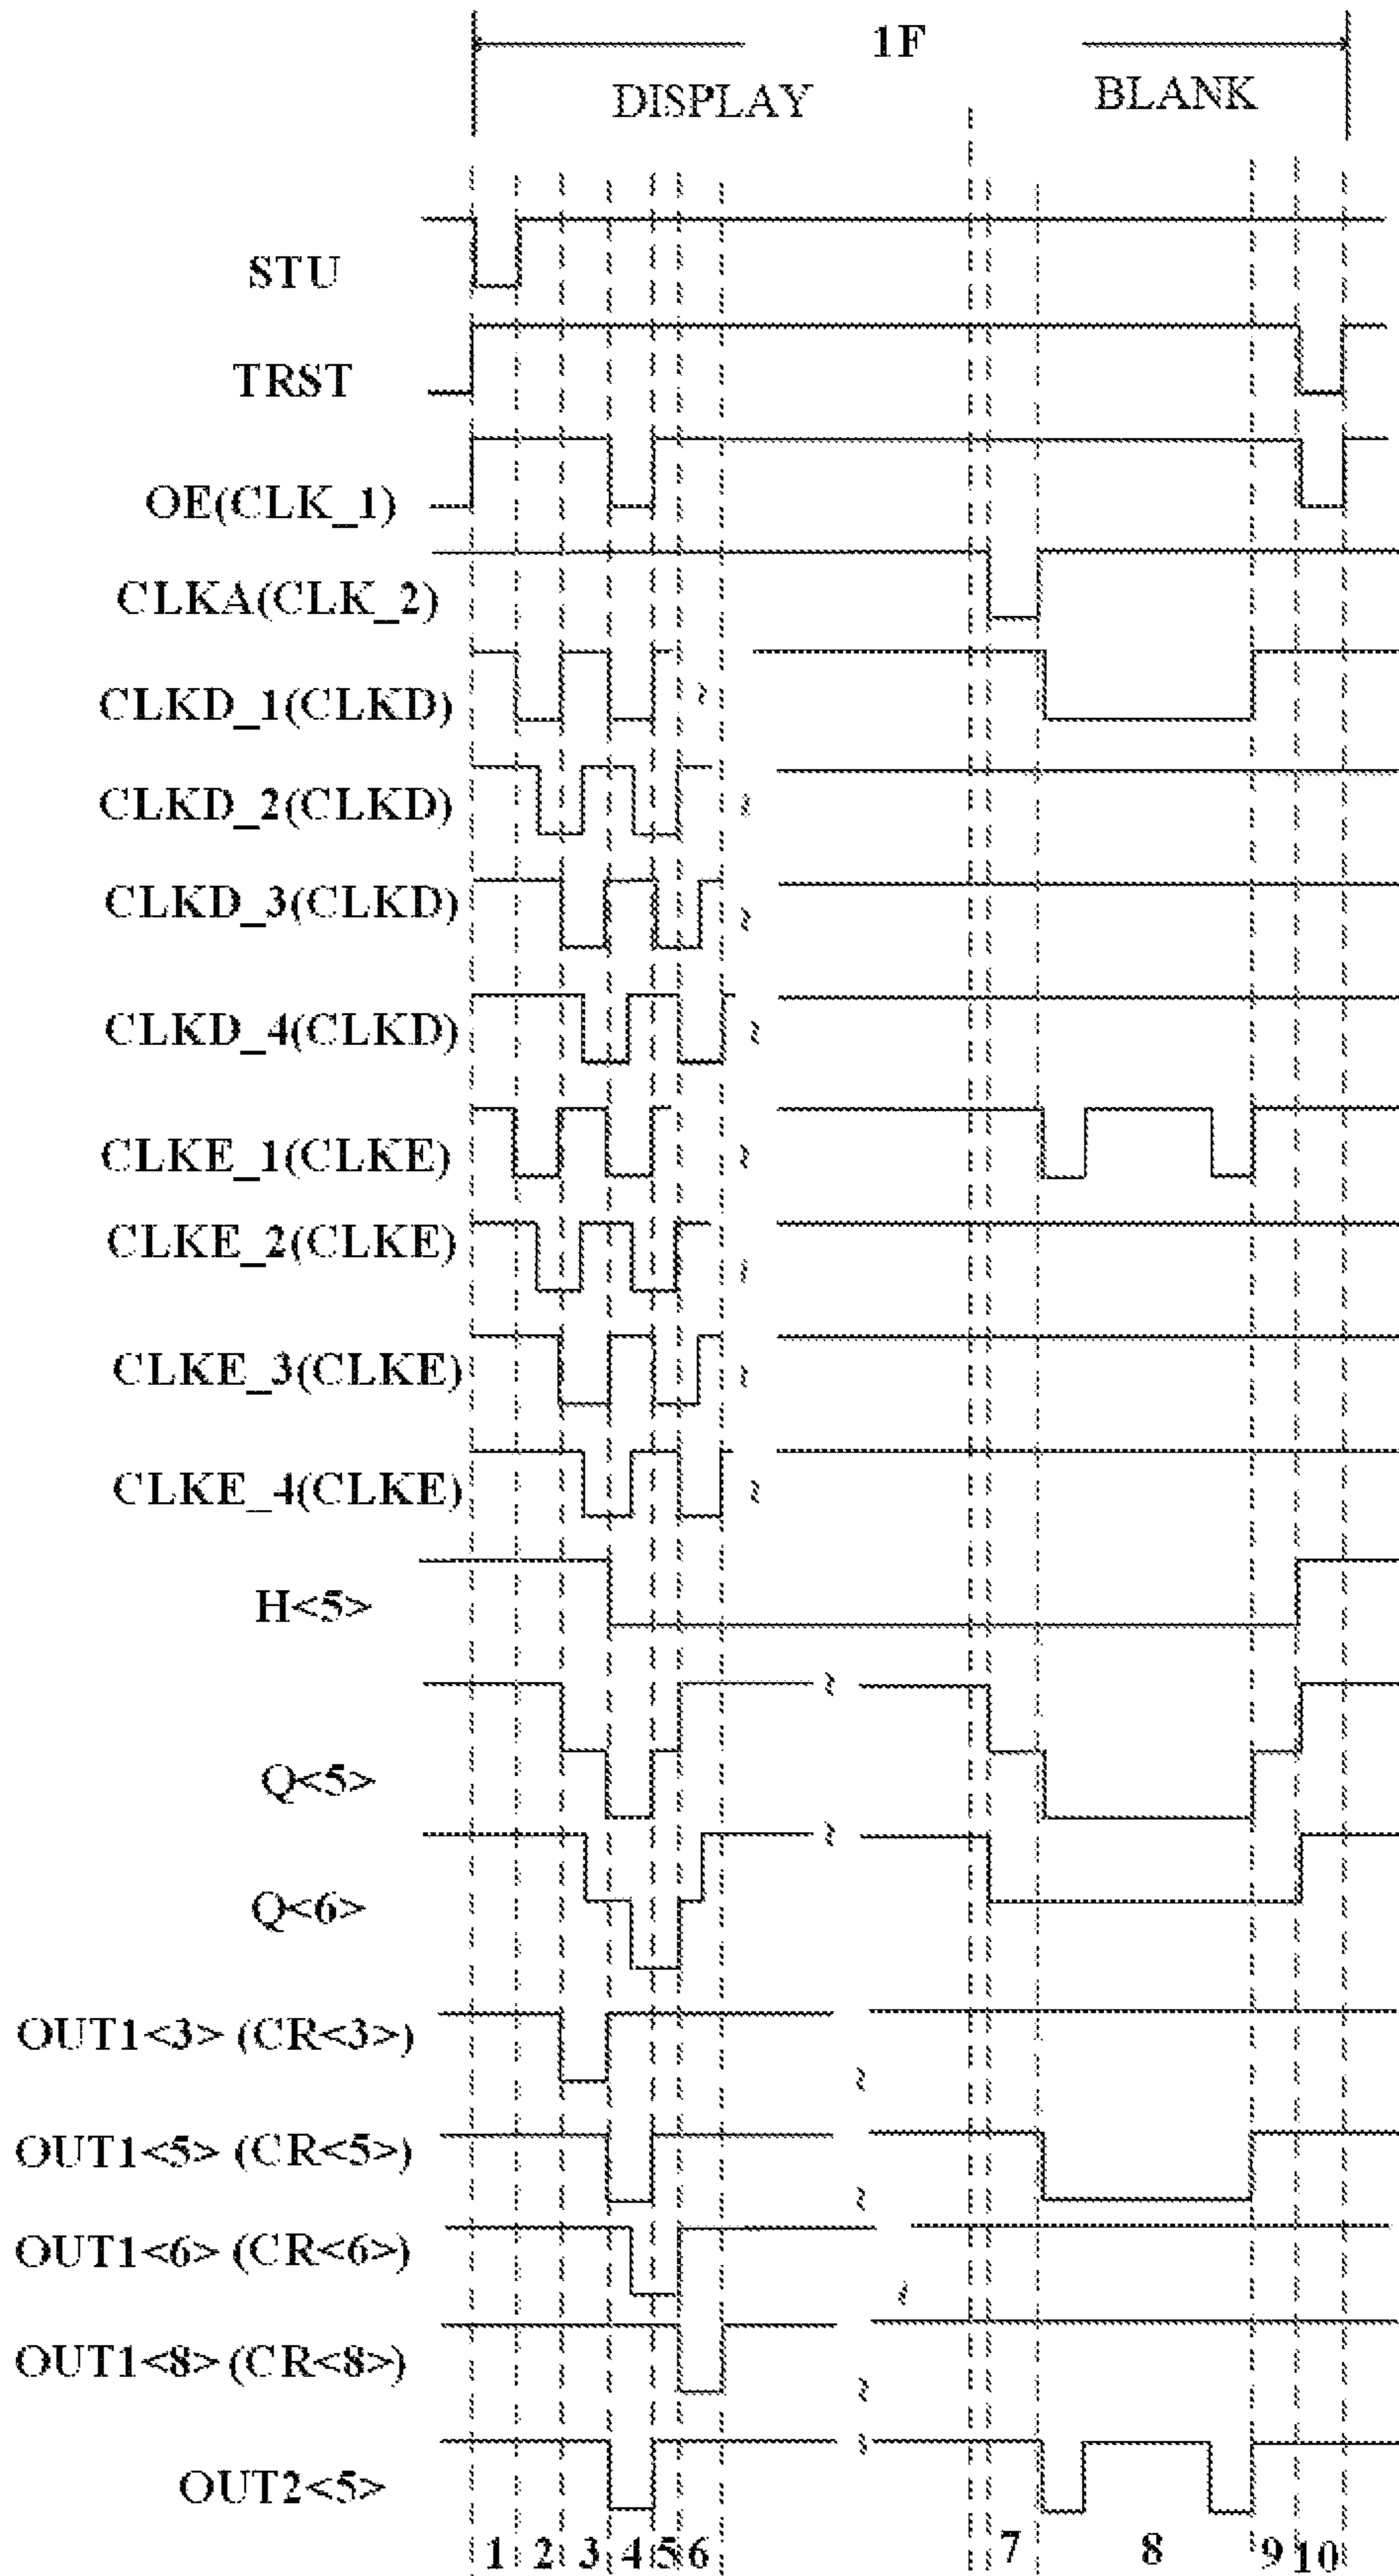 1F
DISPLAY BLANK
STU
TRST
OE(CLK_1)
CLKA(CLK_2)
CLKD_1(CLKD)
CLKD_2(CLKD)
CLKD_3(CLKD)
CLKD_4(CLKD)
CLKE_1(CLKE)
CLKE_2(CLKE)
CLKE_3(CLKE)
CLKE_4(CLKE)
H<5>
Q<5>
Q<6>
OUT1<3> (CR<3>)
OUT1<5> (CR<5>)
OUT1<6> (CR<6>)
OUT1<8> (CR<8>)
OUT2<5>
1 2 3 4 5 6 7 8 9 10